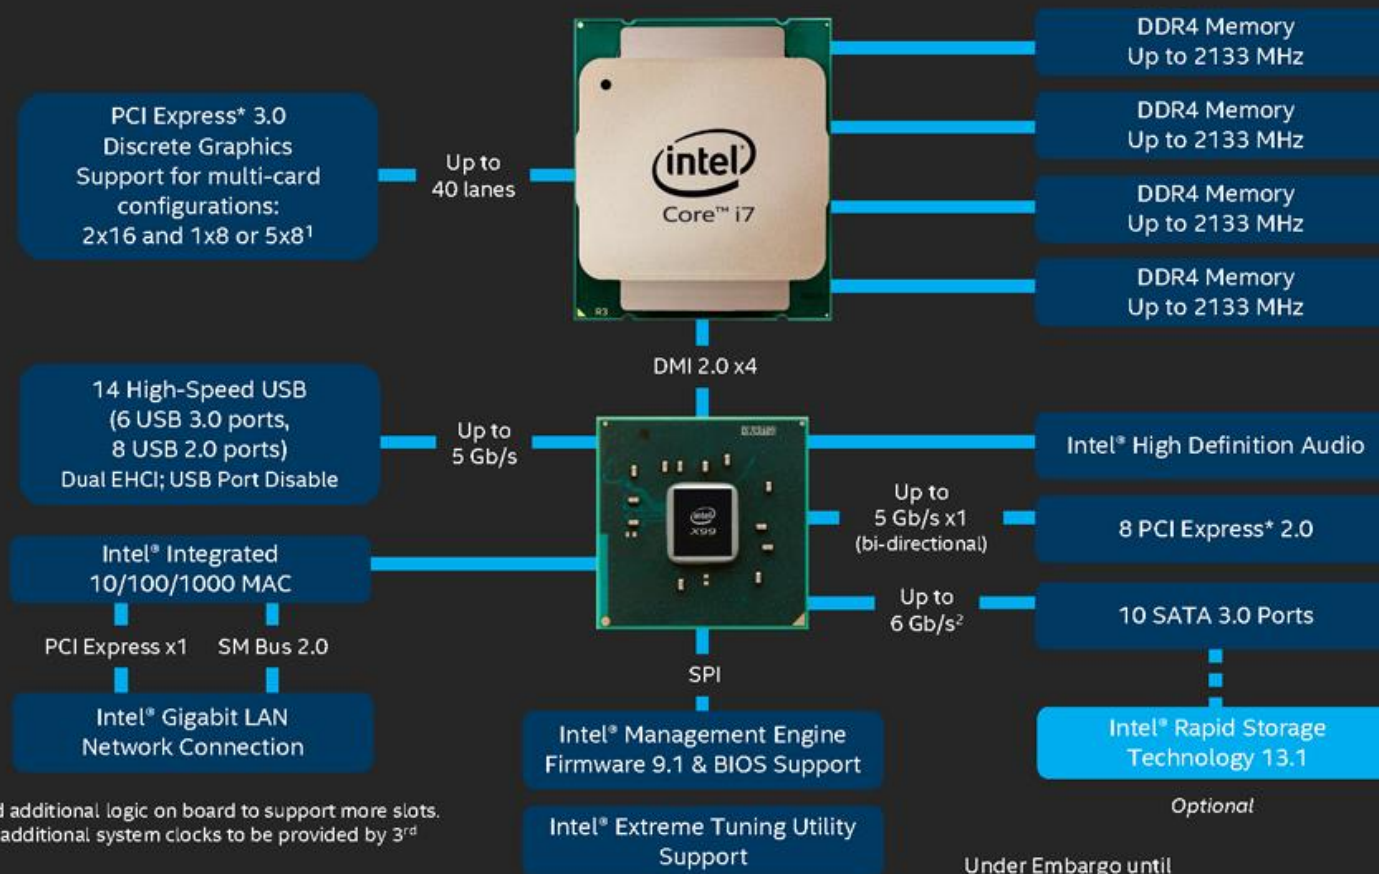 DDR4 Memory
Up to 2133 MHz
PCI Express* 3.0
Discrete Graphics
Support for multi-card
configurations:
2x16 and 1x8 or 5x8¹
Up to
40 lanes
intel
Core™ i7
R3
DDR4 Memory
Up to 2133 MHz
DDR4 Memory
Up to 2133 MHz
DDR4 Memory
Up to 2133 MHz
DMI 2.0 x4
14 High-Speed USB
(6 USB 3.0 ports,
8 USB 2.0 ports)
Dual EHCI; USB Port Disable
Up to
5 Gb/s
intel
X99
Intel® High Definition Audio
Up to
5 Gb/s x1
(bi-directional)
8 PCI Express* 2.0
Intel® Integrated
10/100/1000 MAC
Up to
6 Gb/s²
10 SATA 3.0 Ports
PCI Express x1
SM Bus 2.0
SPI
Intel® Gigabit LAN
Network Connection
Intel® Management Engine
Firmware 9.1 & BIOS Support
Intel® Rapid Storage
Technology 13.1
Optional
additional logic on board to support more slots.
additional system clocks to be provided by 3rd
Intel® Extreme Tuning Utility
Support
Under Embargo until